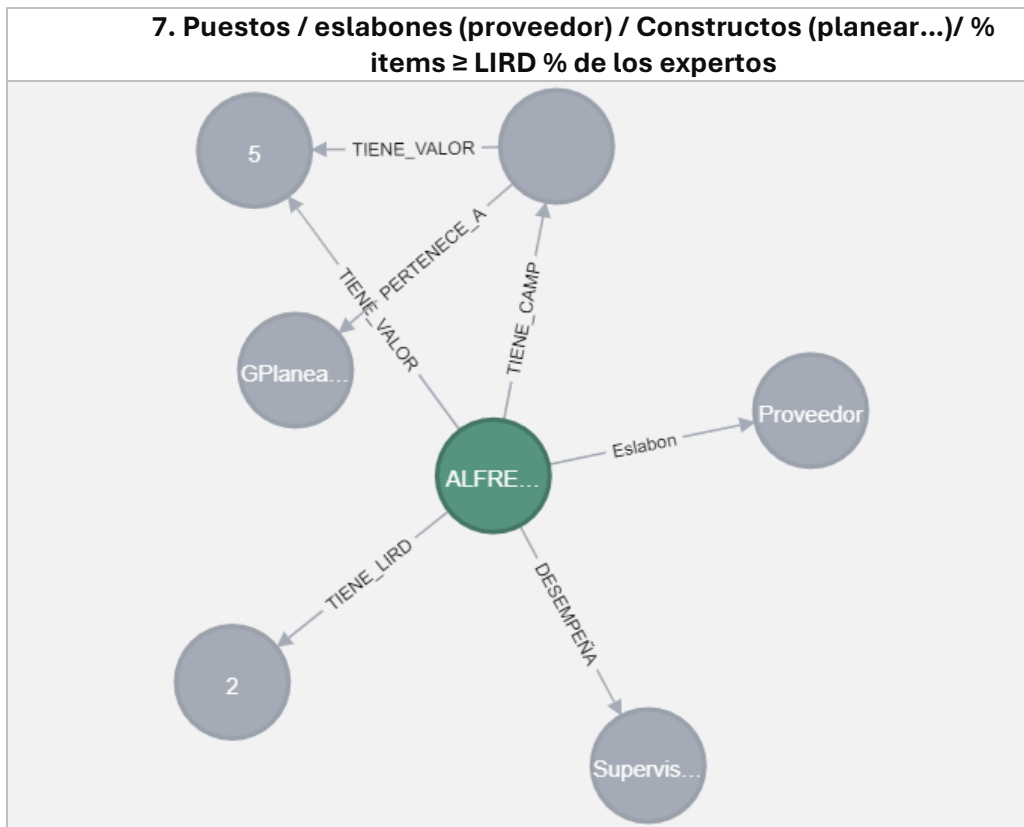 7. Puestos / eslabones (proveedor) / Constructos (planear...)/ %
items ≥ LIRD % de los expertos
5
TIENE_VALOR
PERTENECE_A
TIENE_VALOR
TIENE_CAMP
GPlanea...
Proveedor
Eslabon
ALFRE...
TIENE_LIRD
DESEMPEÑA
2
Supervis...